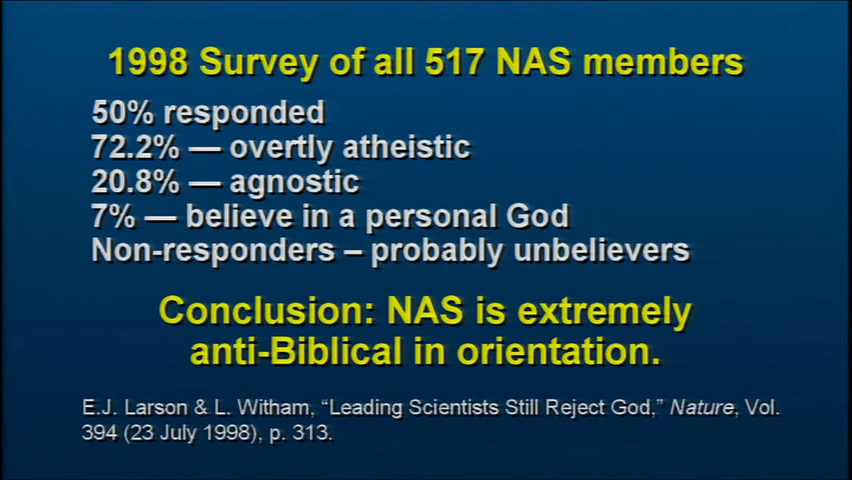 1998 Survey of all 517 NAS members
50% responded
72.2% — overtly atheistic
20.8% — agnostic
7% — believe in a personal God
Non-responders – probably unbelievers
Conclusion: NAS is extremely
anti-Biblical in orientation.
E.J. Larson & L. Witham, “Leading Scientists Still Reject God,” Nature, Vol.
394 (23 July 1998), p. 313.